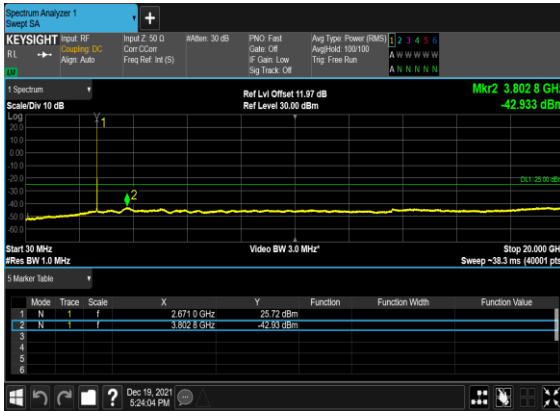 Spectrum Analyzer 1
Swept SA
+
KEYSIGHT Input: RF Input Z: 50 Ω #Atten: 30 dB PNO: Fast Avg Type: Power (RMS) 1 2 3 4 5 6
RL Coupling: DC Corr CCorr Gate: Off Avg|Hold: 100/100 A W W W W W
Align: Auto Freq Ref: Int (S) IF Gain: Low Trig: Free Run
Sig Track: Off A N N N N N
1 Spectrum
Ref Lvl Offset 11.97 dB Mkr2 3.802 8 GHz
Scale/Div 10 dB Ref Level 30.00 dBm -42.933 dBm
Log
20.0
10.0
0.00
-10.0
-20.0
-30.0
-40.0
-50.0
-60.0
1
2
DL1 -25.00 dBm
Start 30 MHz Video BW 3.0 MHz* Stop 20.000 GHz
#Res BW 1.0 MHz Sweep ~38.3 ms (40001 pts)
5 Marker Table
Mode Trace Scale X Y Function Function Width Function Value
1 N 1 f 2.671 0 GHz 25.72 dBm
2 N 1 f 3.802 8 GHz -42.93 dBm
3
4
5
6
? Dec 19, 2021
5:24:04 PM